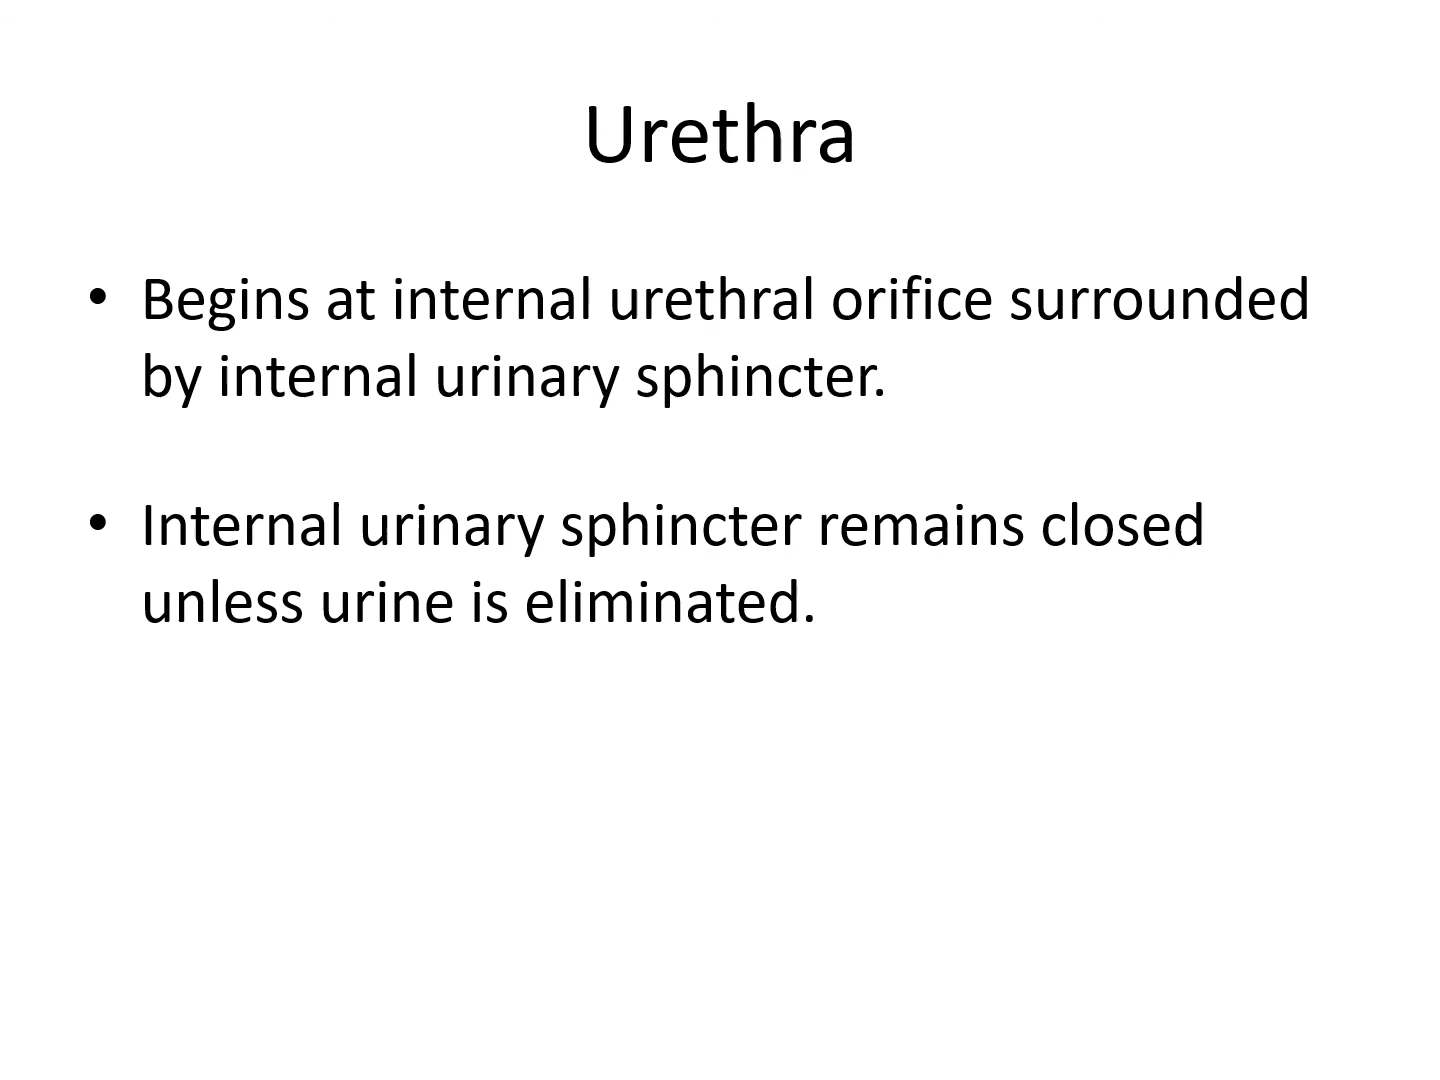 Urethra
• Begins at internal urethral orifice surrounded
by internal urinary sphincter.
• Internal urinary sphincter remains closed
unless urine is eliminated.